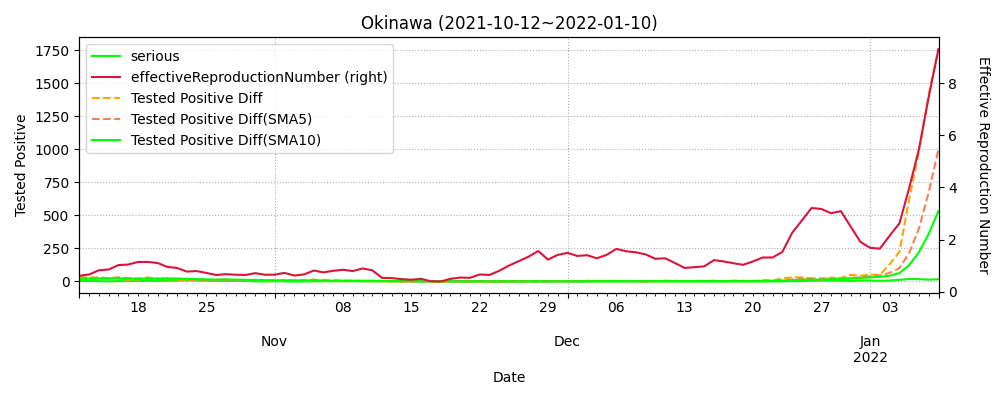 Okinawa (2021-10-12~2022-01-10)
serious
effectiveReproductionNumber (right)
Tested Positive Diff
Tested Positive Diff(SMA5)
Tested Positive Diff(SMA10)
Tested Positive
1750
1500
1250
1000
750
500
250
0
Effective Reproduction Number
8
6
4
2
0
18 25 08 15 22 29 06 13 20 27 03
Nov Dec Jan
2022
Date